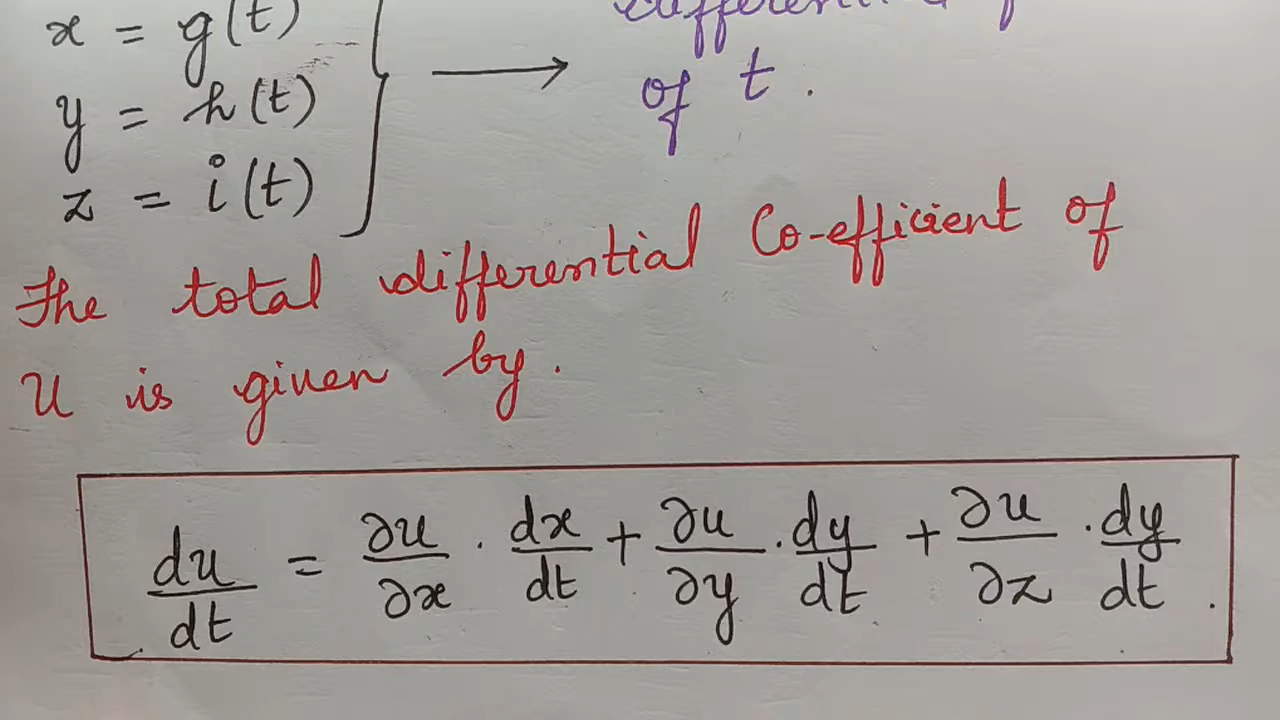 x = g(t)
y = h(t)
z = i(t)
of t.
The total differential Co-efficient of
u is given by.
du/dt = ∂u/∂x · dx/dt + ∂u/∂y · dy/dt + ∂u/∂z · dy/dt.